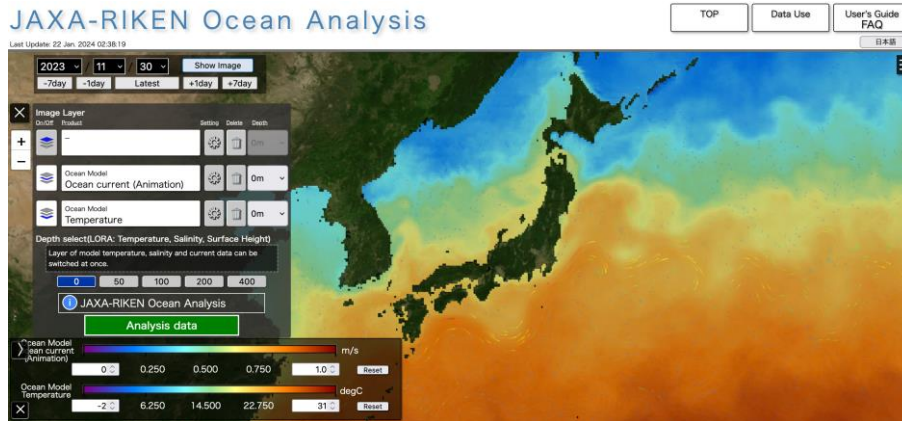 JAXA-RIKEN Ocean Analysis
TOP
Data Use
User's Guide
FAQ
Last Update: 22 Jan. 2024 02:38:19
日本語
2023 / 11 / 30 Show Image
-7day -1day Latest +1day +7day
Image Layer
On/Off Product Setting Delete Depth
– 0m
Ocean Model
Ocean current (Animation) 0m
Ocean Model
Temperature 0m
Depth select(LORA: Temperature, Salinity, Surface Height)
Layer of model temperature, salinity and current data can be
switched at once.
0 50 100 200 400
JAXA-RIKEN Ocean Analysis
Analysis data
Ocean Model
Ocean current
(Animation)
m/s
0 0.250 0.500 0.750 1.0 Reset
Ocean Model
Temperature
degC
-2 6.250 14.500 22.750 31 Reset